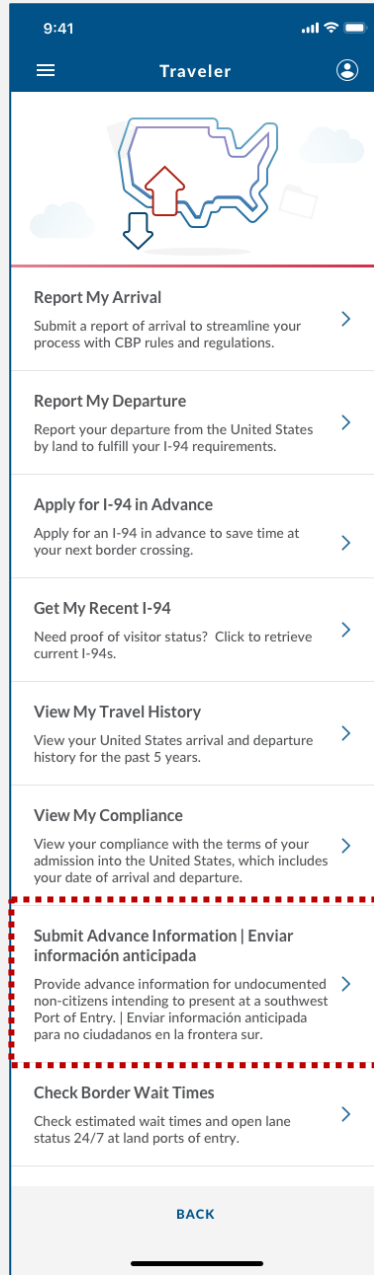 9:41
Traveler
Report My Arrival
Submit a report of arrival to streamline your
process with CBP rules and regulations.
Report My Departure
Report your departure from the United States
by land to fulfill your I-94 requirements.
Apply for I-94 in Advance
Apply for an I-94 in advance to save time at
your next border crossing.
Get My Recent I-94
Need proof of visitor status? Click to retrieve
current I-94s.
View My Travel History
View your United States arrival and departure
history for the past 5 years.
View My Compliance
View your compliance with the terms of your
admission into the United States, which includes
your date of arrival and departure.
Submit Advance Information | Enviar
información anticipada
Provide advance information for undocumented
non-citizens intending to present at a southwest
Port of Entry. | Enviar información anticipada
para no ciudadanos en la frontera sur.
Check Border Wait Times
Check estimated wait times and open lane
status 24/7 at land ports of entry.
BACK